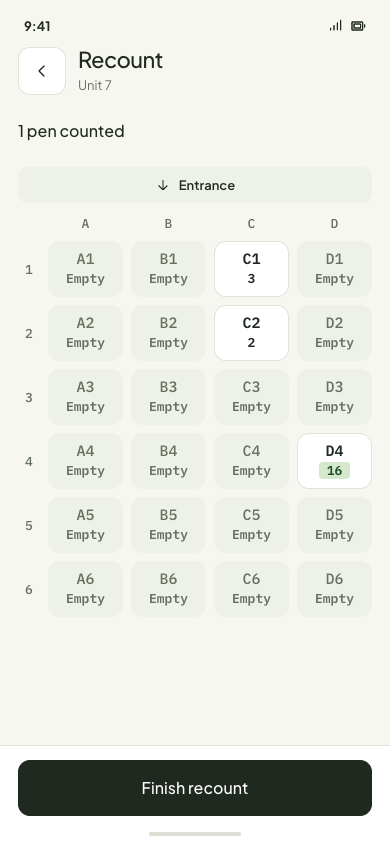 9:41
Recount
Unit 7
1 pen counted
Entrance
A B C D
1 A1 B1 C1 D1
Empty Empty 3 Empty
2 A2 B2 C2 D2
Empty Empty 2 Empty
3 A3 B3 C3 D3
Empty Empty Empty Empty
4 A4 B4 C4 D4
Empty Empty Empty 16
5 A5 B5 C5 D5
Empty Empty Empty Empty
6 A6 B6 C6 D6
Empty Empty Empty Empty
Finish recount